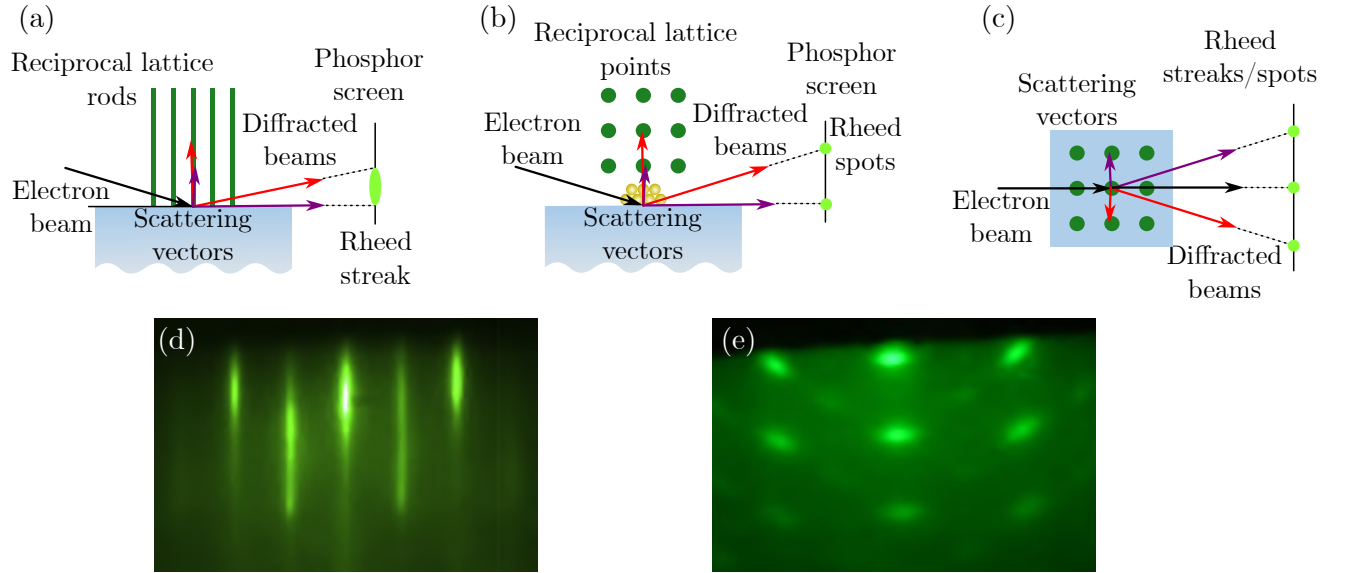 (a)
Reciprocal lattice
rods
Phosphor
screen
Diffracted
beams
Electron
beam
Scattering
vectors
Rheed
streak
(b)
Reciprocal lattice
points
Phosphor
screen
Electron
beam
Diffracted
beams
Rheed
spots
Scattering
vectors
(c)
Rheed
streaks/spots
Scattering
vectors
Electron
beam
Diffracted
beams
(d)
(e)